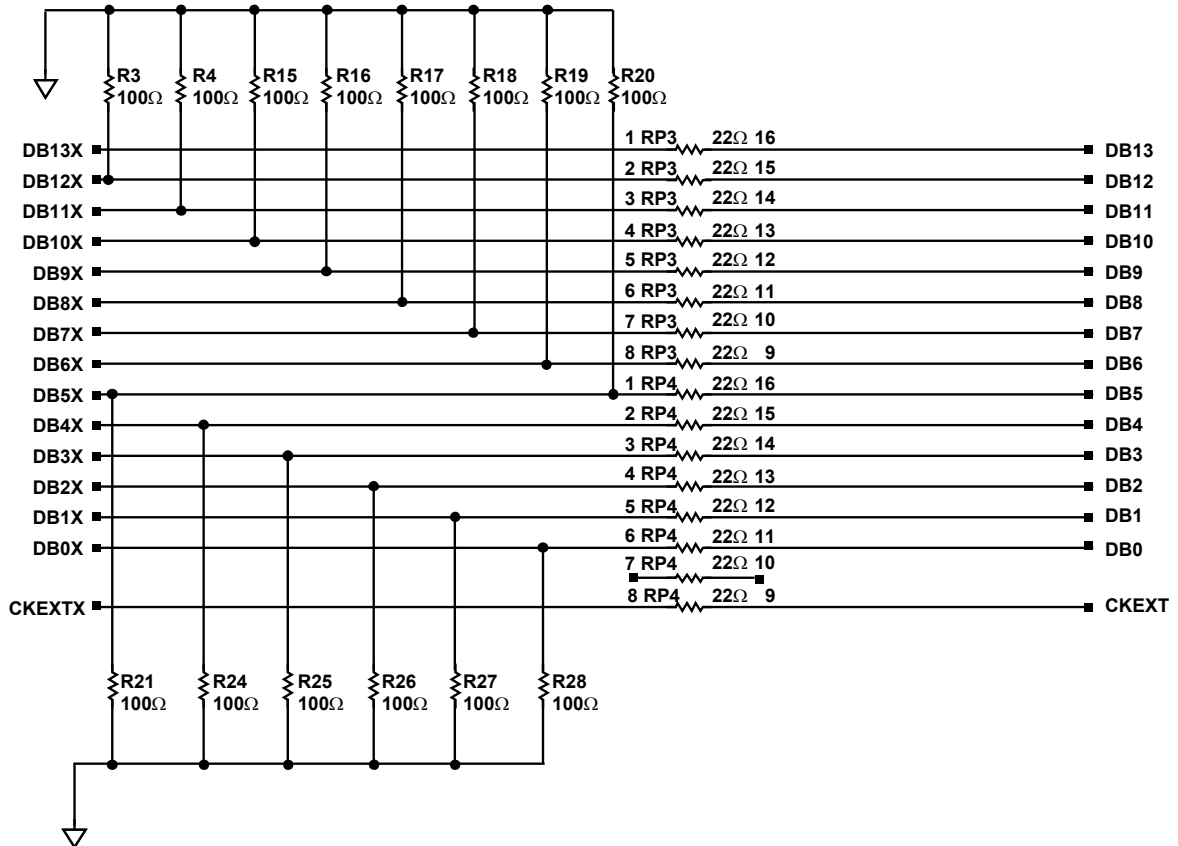 R3 R4 R15 R16 R17 R18 R19 R20
100Ω 100Ω 100Ω 100Ω 100Ω 100Ω 100Ω 100Ω
DB13X 1 RP3 22Ω 16 DB13
DB12X 2 RP3 22Ω 15 DB12
DB11X 3 RP3 22Ω 14 DB11
DB10X 4 RP3 22Ω 13 DB10
DB9X 5 RP3 22Ω 12 DB9
DB8X 6 RP3 22Ω 11 DB8
DB7X 7 RP3 22Ω 10 DB7
DB6X 8 RP3 22Ω 9 DB6
DB5X 1 RP4 22Ω 16 DB5
DB4X 2 RP4 22Ω 15 DB4
DB3X 3 RP4 22Ω 14 DB3
DB2X 4 RP4 22Ω 13 DB2
DB1X 5 RP4 22Ω 12 DB1
DB0X 6 RP4 22Ω 11 DB0
7 RP4 22Ω 10
CKEXTX 8 RP4 22Ω 9 CKEXT
R21 R24 R25 R26 R27 R28
100Ω 100Ω 100Ω 100Ω 100Ω 100Ω